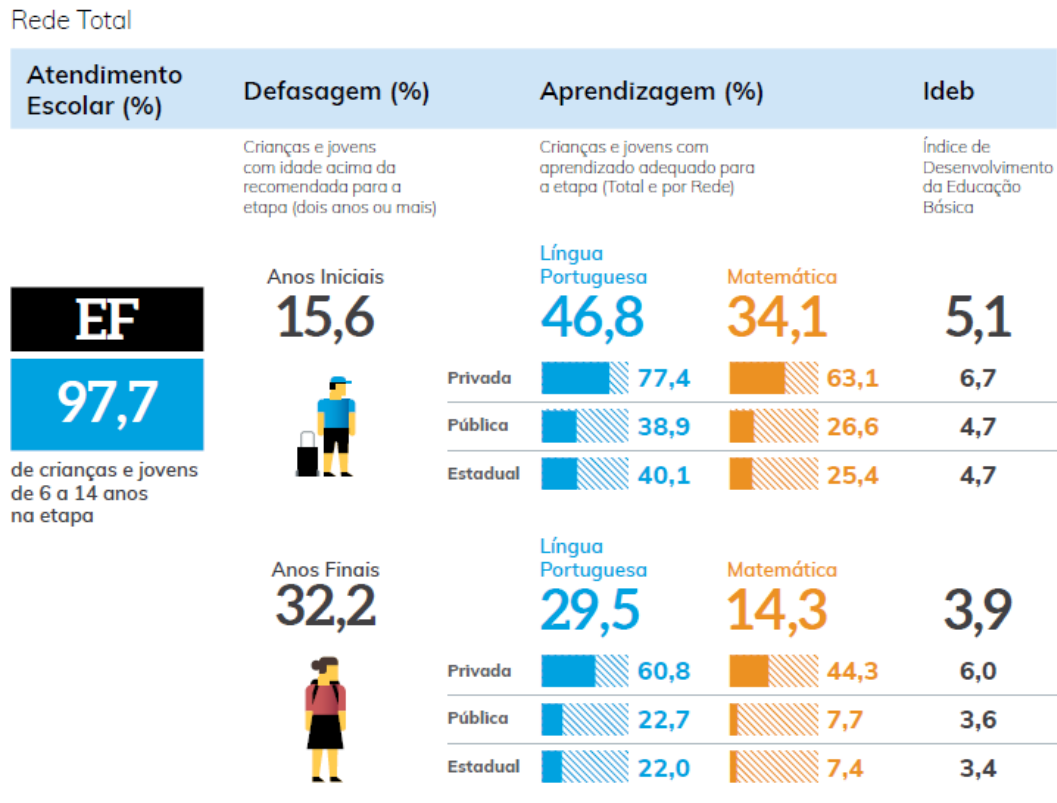 Rede Total
Atendimento
Escolar (%)
Defasagem (%)
Aprendizagem (%)
Ideb
Crianças e jovens
com idade acima da
recomendada para a
etapa (dois anos ou mais)
Crianças e jovens com
aprendizado adequado para
a etapa (Total e por Rede)
Índice de
Desenvolvimento
da Educação
Básica
EF
97,7
de crianças e jovens
de 6 a 14 anos
na etapa
Anos Iniciais
15,6
Língua
Portuguesa
46,8
Matemática
34,1
5,1
Privada 77,4 63,1 6,7
Pública 38,9 26,6 4,7
Estadual 40,1 25,4 4,7
Anos Finais
32,2
Língua
Portuguesa
29,5
Matemática
14,3
3,9
Privada 60,8 44,3 6,0
Pública 22,7 7,7 3,6
Estadual 22,0 7,4 3,4